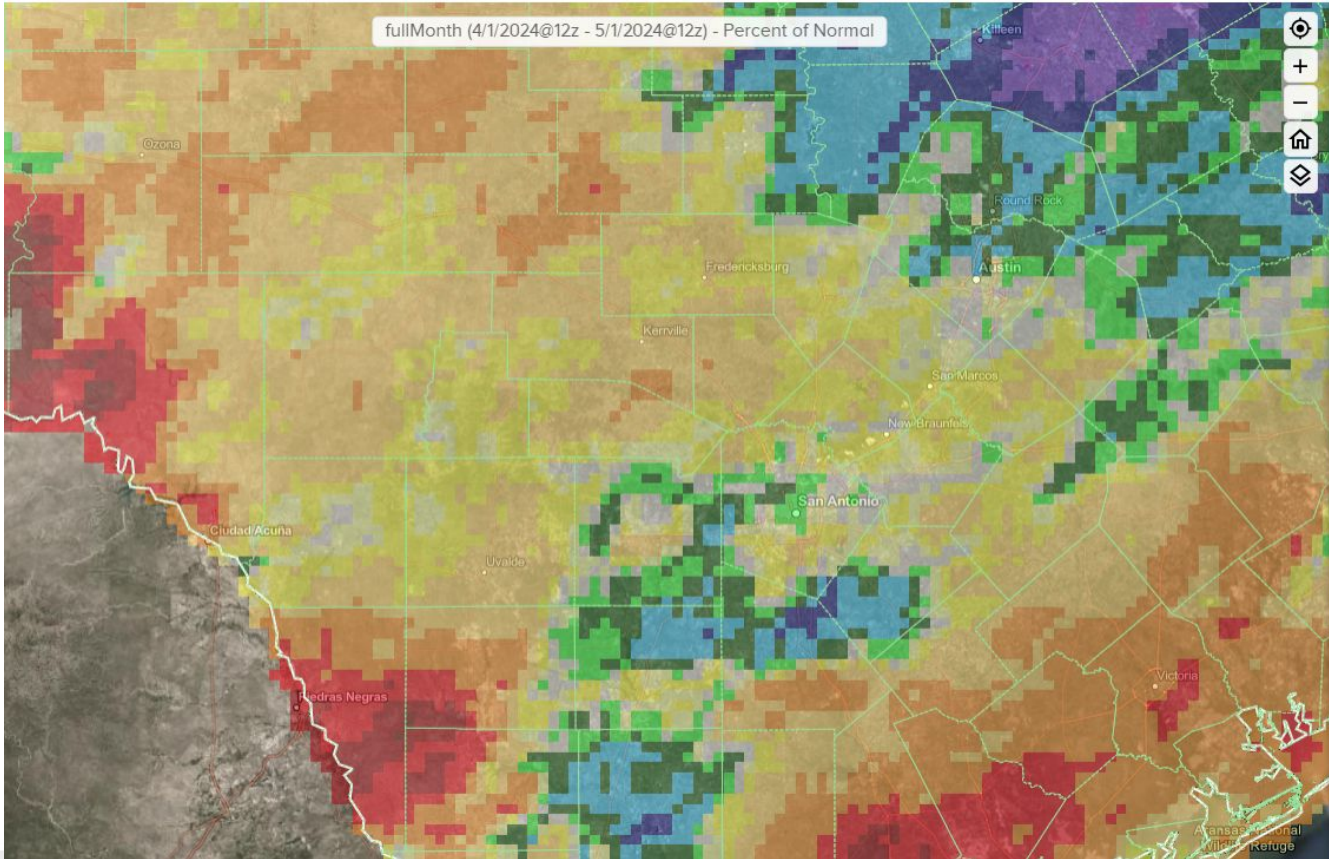 fullMonth (4/1/2024@12z - 5/1/2024@12z) - Percent of Normal
Killeen
Ozona
Round Rock
Austin
Fredericksburg
Kerrville
San Marcos
New Braunfels
San Antonio
Ciudad Acuña
Uvalde
Piedras Negras
Victoria
Aransas National
Wildlife Refuge